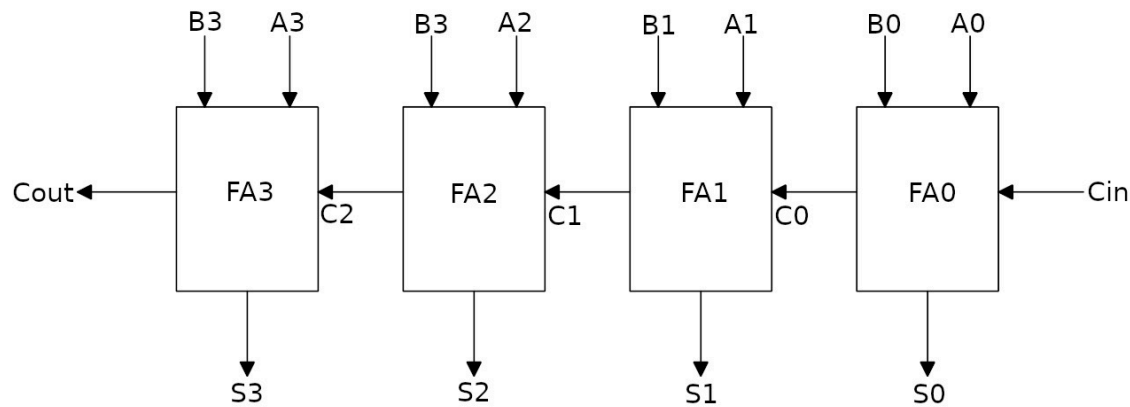 B3 A3 B3 A2 B1 A1 B0 A0
Cout FA3 FA2 FA1 FA0 Cin
C2 C1 C0
S3 S2 S1 S0